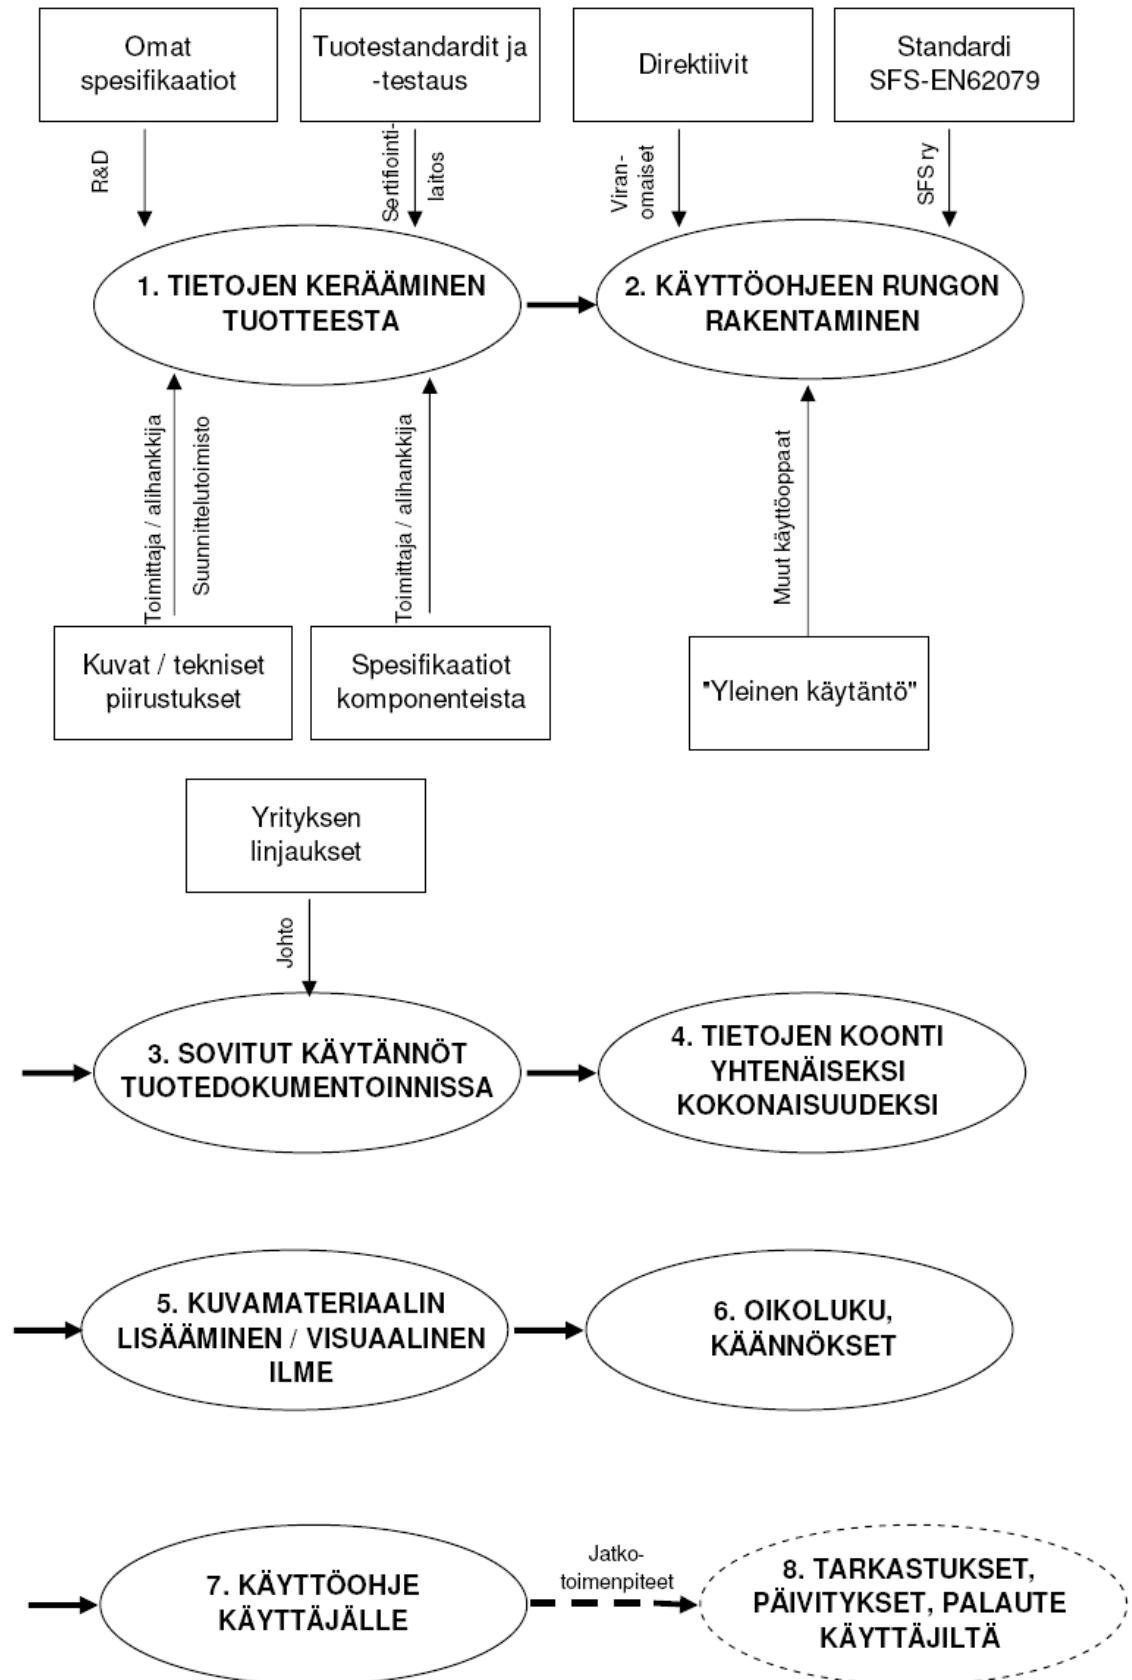 Omat
spesifikaatiot
Tuotestandardit ja
-testaus
Direktiivit
Standardi
SFS-EN62079
R&D
Sertifiointi-
laitos
Viran-
omaiset
SFS ry
1. TIETOJEN KERÄÄMINEN
TUOTTEESTA
2. KÄYTTÖOHJEEN RUNGON
RAKENTAMINEN
Toimittaja / alihankkija
Suunnittelutoimisto
Toimittaja / alihankkija
Muut käyttöoppaat
Kuvat / tekniset
piirustukset
Spesifikaatiot
komponenteista
"Yleinen käytäntö"
Yrityksen
linjaukset
Johto
3. SOVITUT KÄYTÄNNÖT
TUOTEDOKUMENTOINNISSA
4. TIETOJEN KOONTI
YHTENÄISEKSI
KOKONAISUUDEKSI
5. KUVAMATERIAALIN
LISÄÄMINEN / VISUAALINEN
ILME
6. OIKOLUKU,
KÄÄNNÖKSET
7. KÄYTTÖOHJE
KÄYTTÄJÄLLE
Jatko-
toimenpiteet
8. TARKASTUKSET,
PÄIVITYKSET, PALAUTE
KÄYTTÄJILTÄ